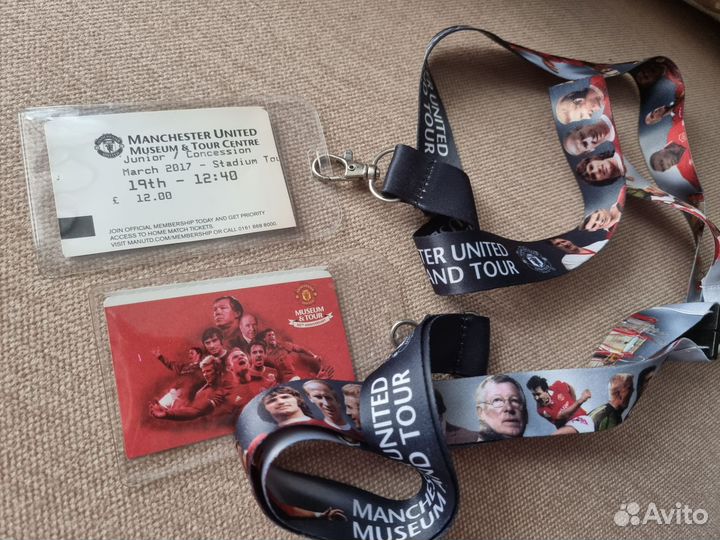 MANCHESTER UNITED
MUSEUM & TOUR CENTRE
Junior / Concession
March 2017 - Stadium Tou
19th - 12:40
£ 12.00
JOIN OFFICIAL MEMBERSHIP TODAY AND GET PRIORITY
ACCESS TO HOME MATCH TICKETS.
VISIT MANUTD.COM/MEMBERSHIP OR CALL 0161 868 8000.
MUSEUM
& TOUR
UNITED
AND TOUR
TER UNITED
AND TOUR
UNITED
ND TOUR
MANCHE
MUSEUM
Avito